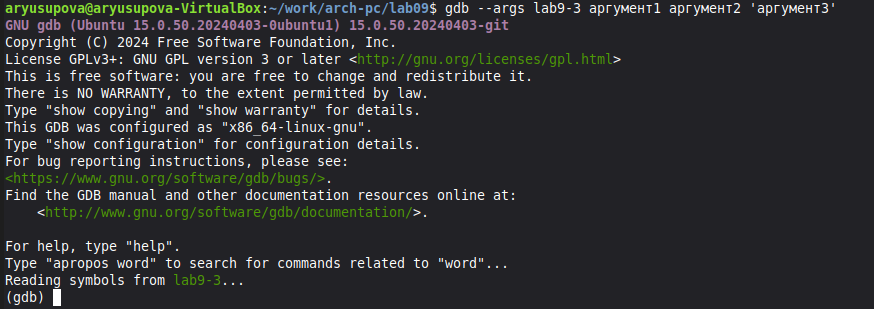 aryusupova@aryusupova-VirtualBox:~/work/arch-pc/lab09$ gdb --args lab9-3 аргумент1 аргумент2 'аргумент3'
GNU gdb (Ubuntu 15.0.50.20240403-0ubuntu1) 15.0.50.20240403-git
Copyright (C) 2024 Free Software Foundation, Inc.
License GPLv3+: GNU GPL version 3 or later <http://gnu.org/licenses/gpl.html>
This is free software: you are free to change and redistribute it.
There is NO WARRANTY, to the extent permitted by law.
Type "show copying" and "show warranty" for details.
This GDB was configured as "x86_64-linux-gnu".
Type "show configuration" for configuration details.
For bug reporting instructions, please see:
<https://www.gnu.org/software/gdb/bugs/>.
Find the GDB manual and other documentation resources online at:
    <http://www.gnu.org/software/gdb/documentation/>.

For help, type "help".
Type "apropos word" to search for commands related to "word"...
Reading symbols from lab9-3...
(gdb)